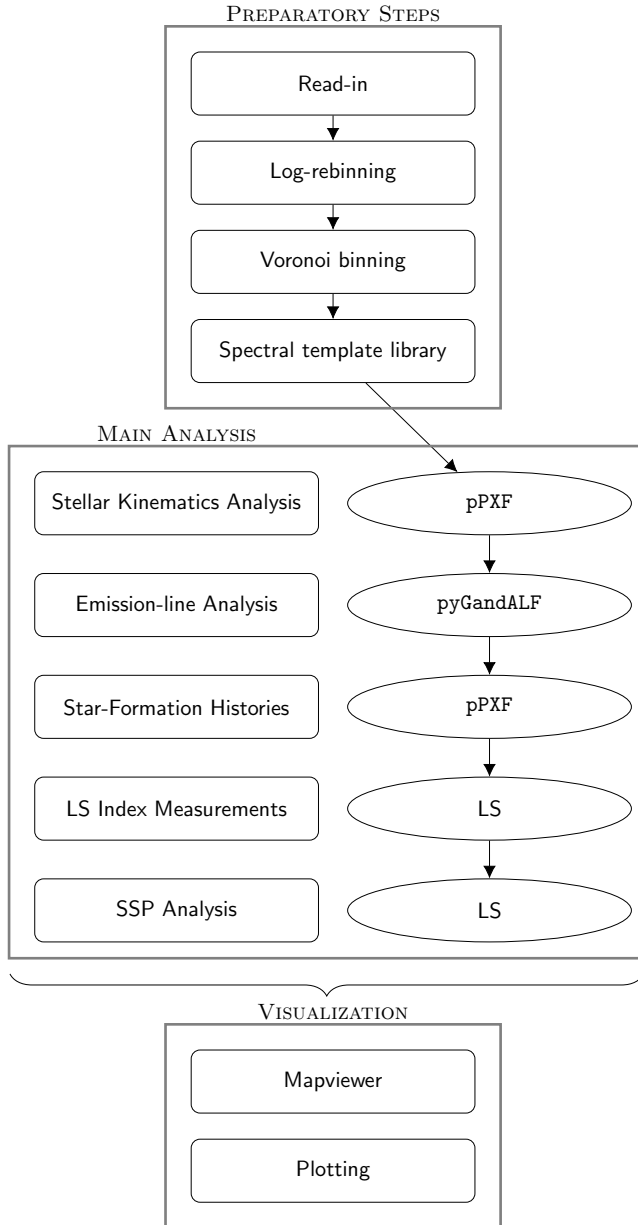 Preparatory Steps
Read-in
Log-rebinning
Voronoi binning
Spectral template library
Main Analysis
Stellar Kinematics Analysis
pPXF
Emission-line Analysis
pyGandALF
Star-Formation Histories
pPXF
LS Index Measurements
LS
SSP Analysis
LS
Visualization
Mapviewer
Plotting